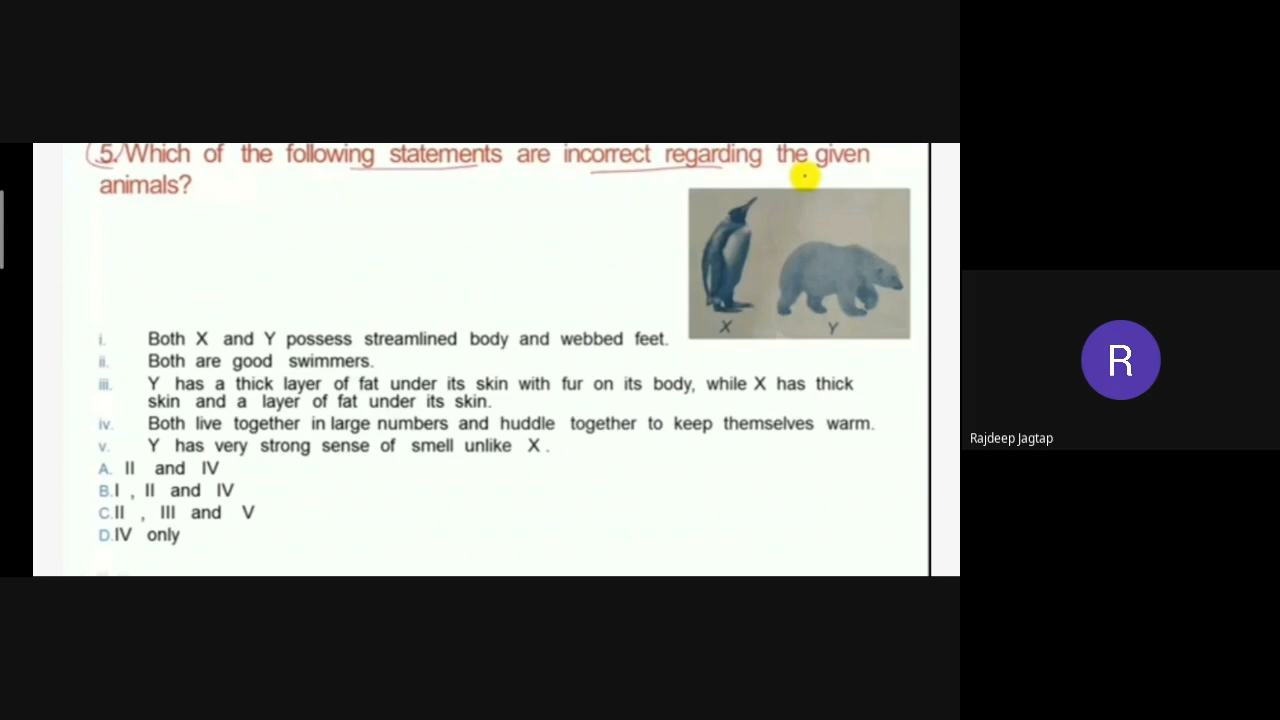 5. Which of the following statements are incorrect regarding the given
animals?
X
Y
i. Both X and Y possess streamlined body and webbed feet.
ii. Both are good swimmers.
iii. Y has a thick layer of fat under its skin with fur on its body, while X has thick
skin and a layer of fat under its skin.
iv. Both live together in large numbers and huddle together to keep themselves warm.
v. Y has very strong sense of smell unlike X.
A. II and IV
B.I , II and IV
C.II , III and V
D.IV only
R
Rajdeep Jagtap